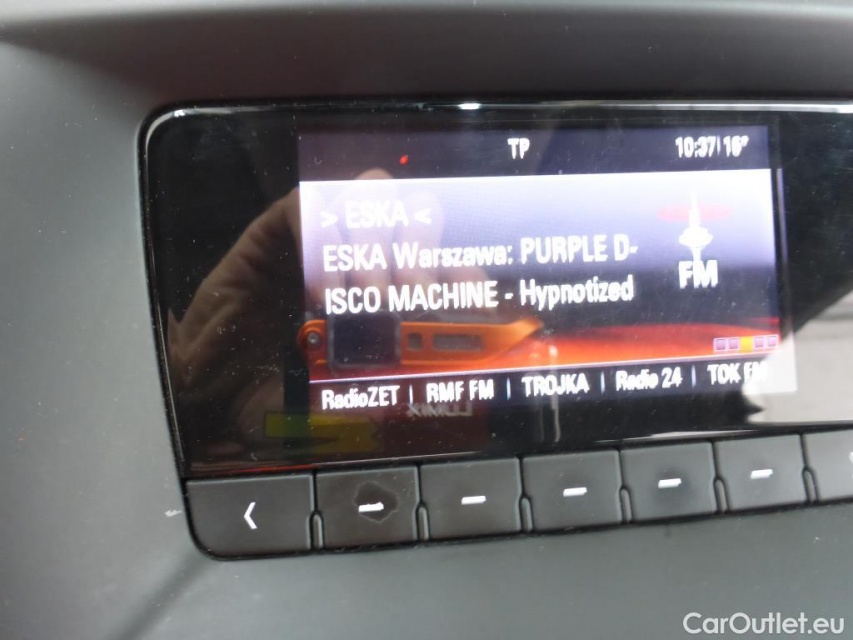 TP 10:37 16°
> ESKA <
ESKA Warszawa: PURPLE D-
ISCO MACHINE - Hypnotized
FM
RadioZET | RMF FM | TROJKA | Radio 24 | TOK FM
CarOutlet.eu